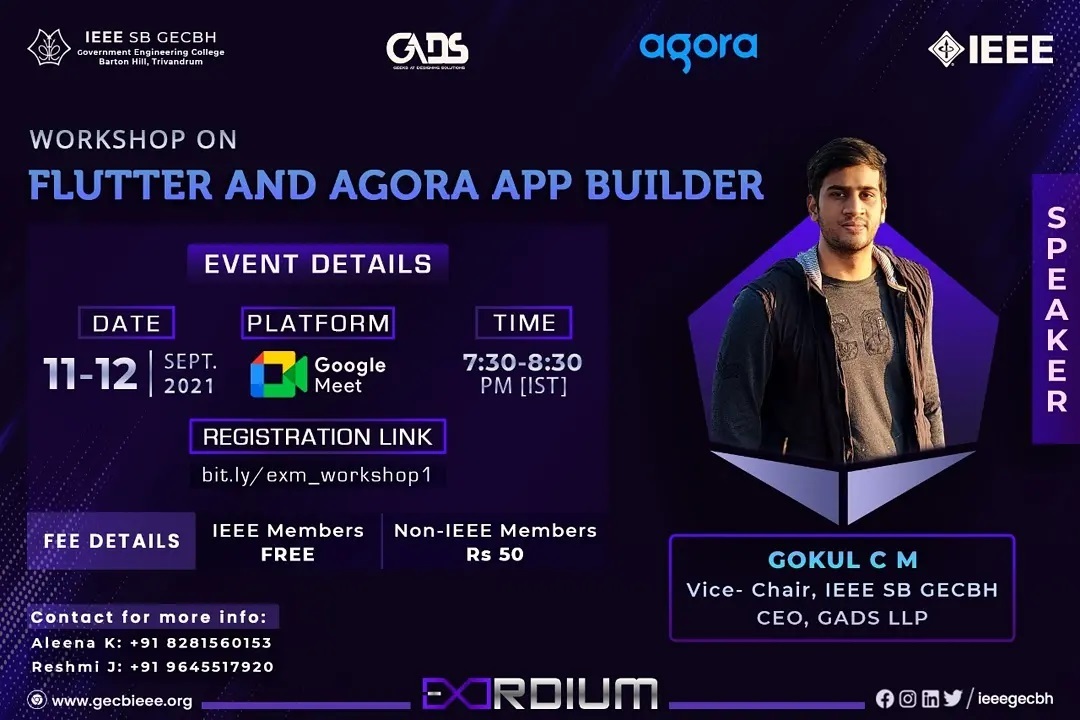 IEEE SB GECBH
Government Engineering College
Barton Hill, Trivandrum
GADS
GEEKS AT DESIGNING SOLUTIONS
agora
IEEE
WORKSHOP ON
FLUTTER AND AGORA APP BUILDER
EVENT DETAILS
DATE
11-12
SEPT.
2021
PLATFORM
Google
Meet
TIME
7:30-8:30
PM [IST]
REGISTRATION LINK
bit.ly/exm_workshop1
FEE DETAILS
IEEE Members
FREE
Non-IEEE Members
Rs 50
SPEAKER
GOKUL C M
Vice- Chair, IEEE SB GECBH
CEO, GADS LLP
Contact for more info:
Aleena K: +91 8281560153
Reshmi J: +91 9645517920
www.gecbieee.org
EXORDIUM
/ieeegecbh